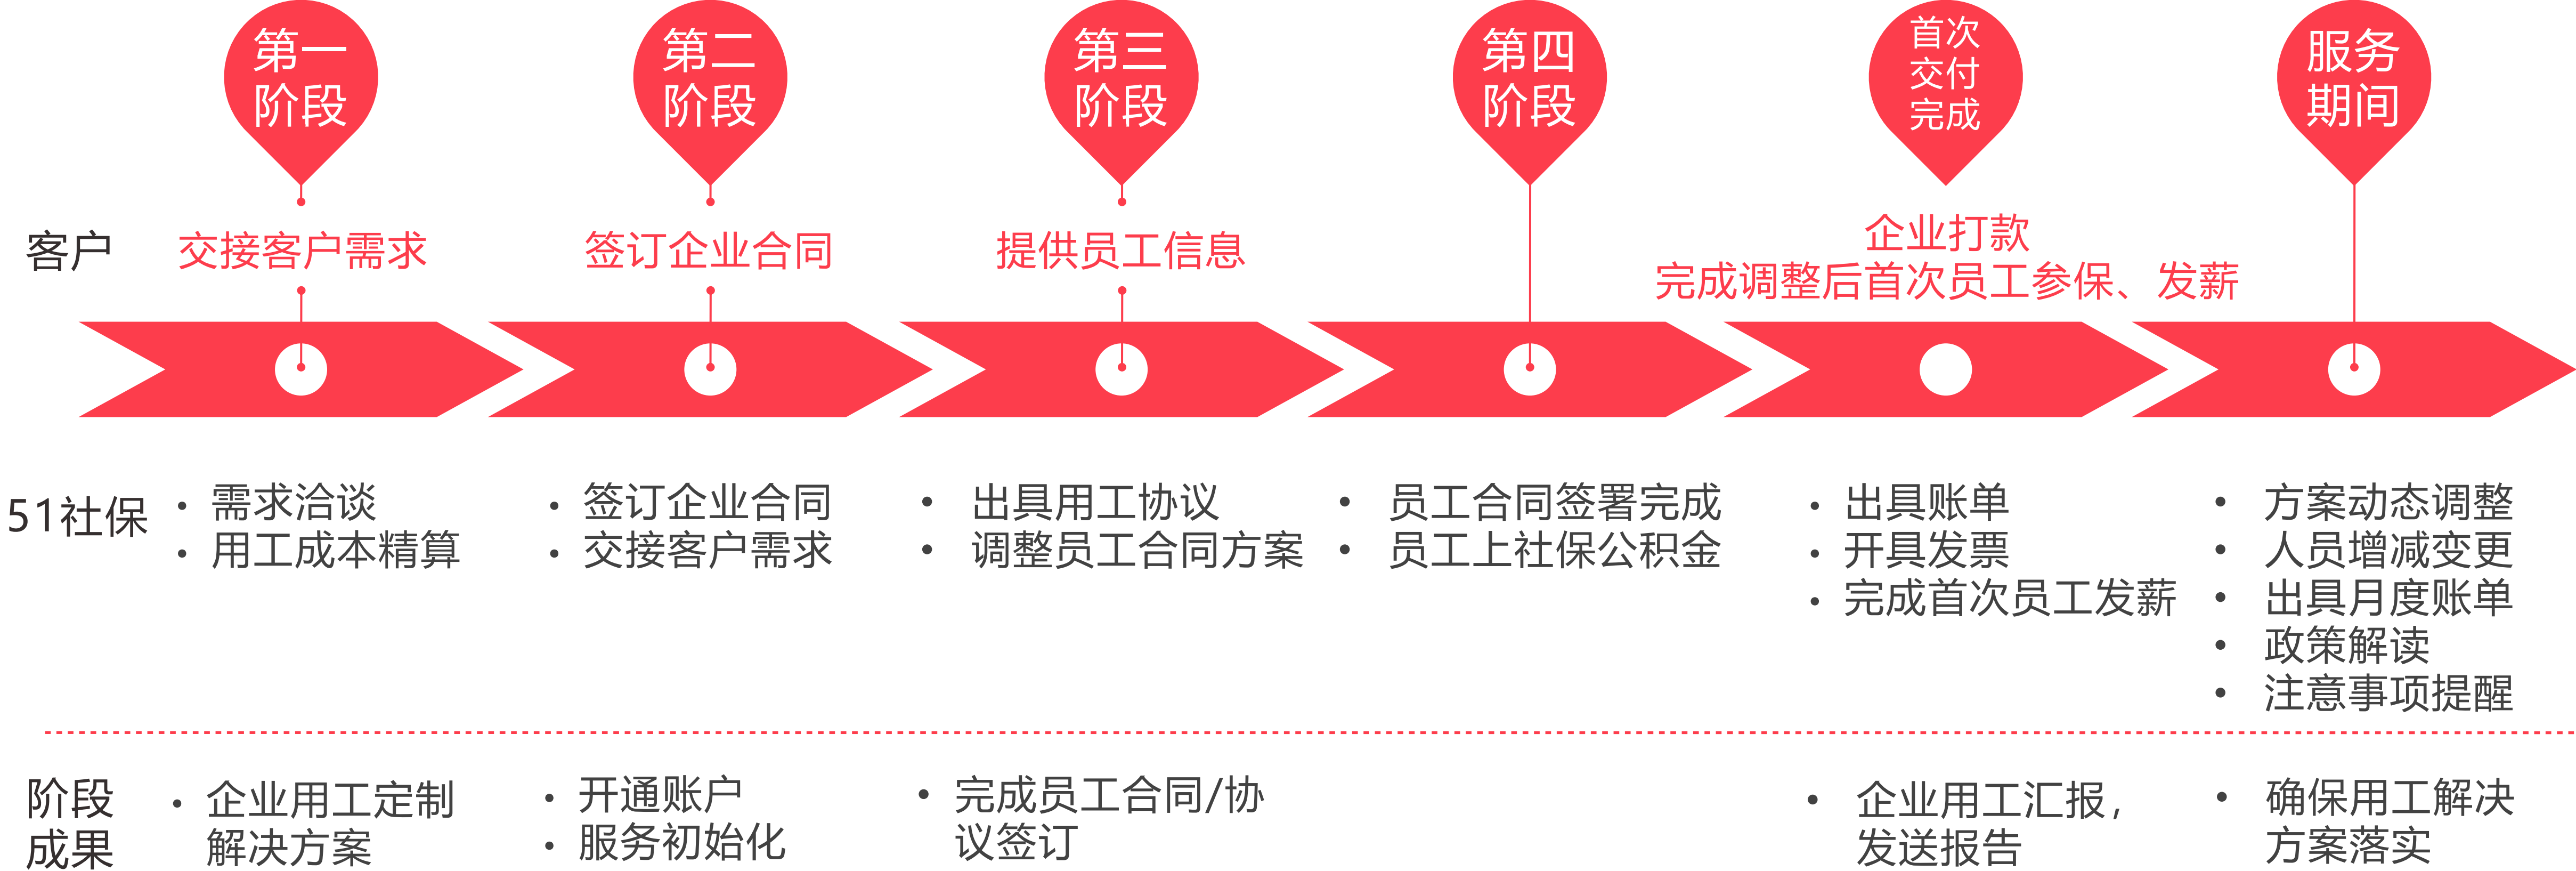 第一
阶段
第二
阶段
第三
阶段
第四
阶段
首次
交付
完成
服务
期间
客户
交接客户需求
签订企业合同
提供员工信息
企业打款
完成调整后首次员工参保、发薪
51社保
• 需求洽谈
• 用工成本精算
• 签订企业合同
• 交接客户需求
• 出具用工协议
• 调整员工合同方案
• 员工合同签署完成
• 员工上社保公积金
• 出具账单
• 开具发票
• 完成首次员工发薪
• 方案动态调整
• 人员增减变更
• 出具月度账单
• 政策解读
• 注意事项提醒
阶段
成果
• 企业用工定制
解决方案
• 开通账户
• 服务初始化
• 完成员工合同/协
议签订
• 企业用工汇报，
发送报告
• 确保用工解决
方案落实